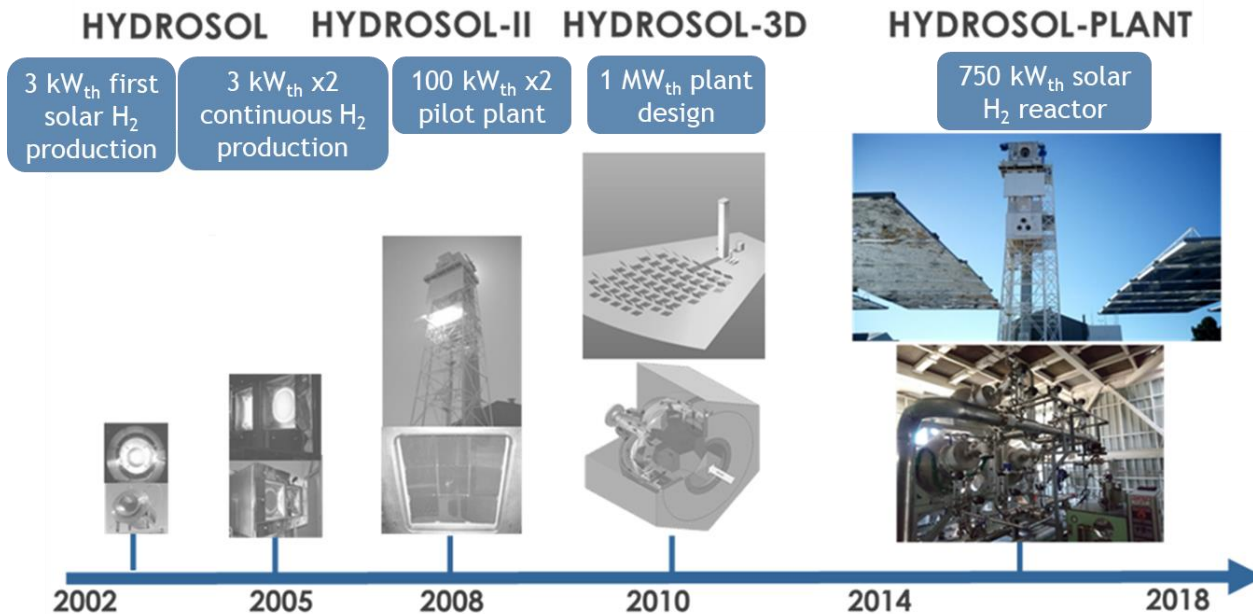 HYDROSOL
HYDROSOL-II
HYDROSOL-3D
HYDROSOL-PLANT
3 kWth first
solar H2
production
3 kWth x2
continuous H2
production
100 kWth x2
pilot plant
1 MWth plant
design
750 kWth solar
H2 reactor
2002
2005
2008
2010
2014
2018